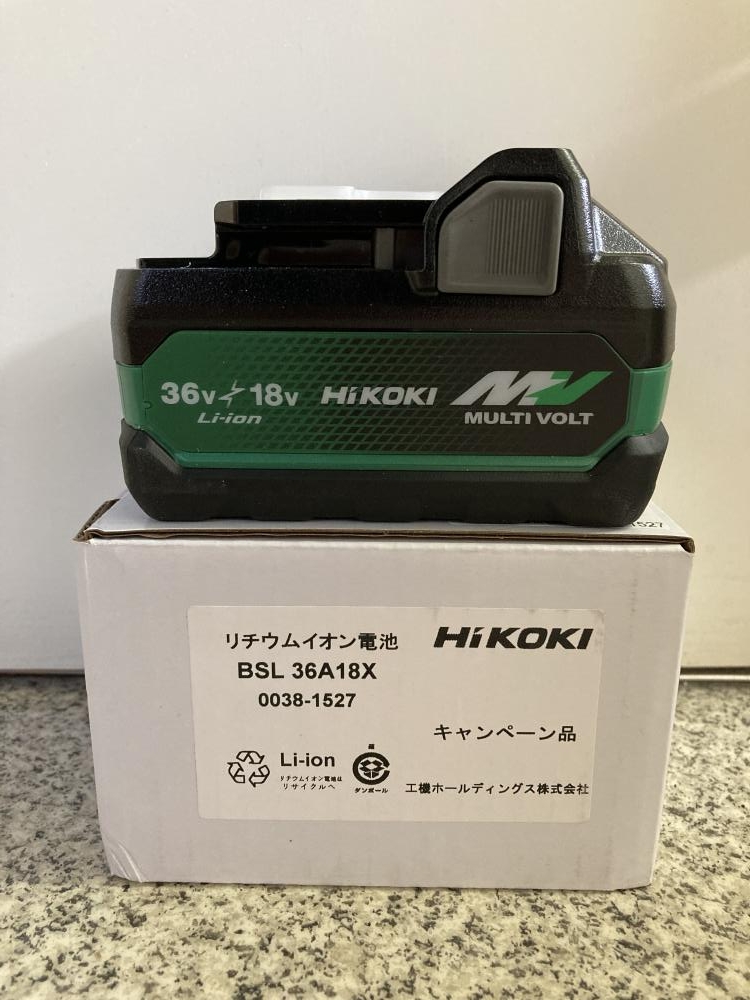 36v 18v HiKOKI MV
Li-ion MULTI VOLT
1527
リチウムイオン電池 HiKOKI
BSL 36A18X
0038-1527
キャンペーン品
Li-ion
リチウムイオン電池は
リサイクルへ
ダンボール
工機ホールディングス株式会社